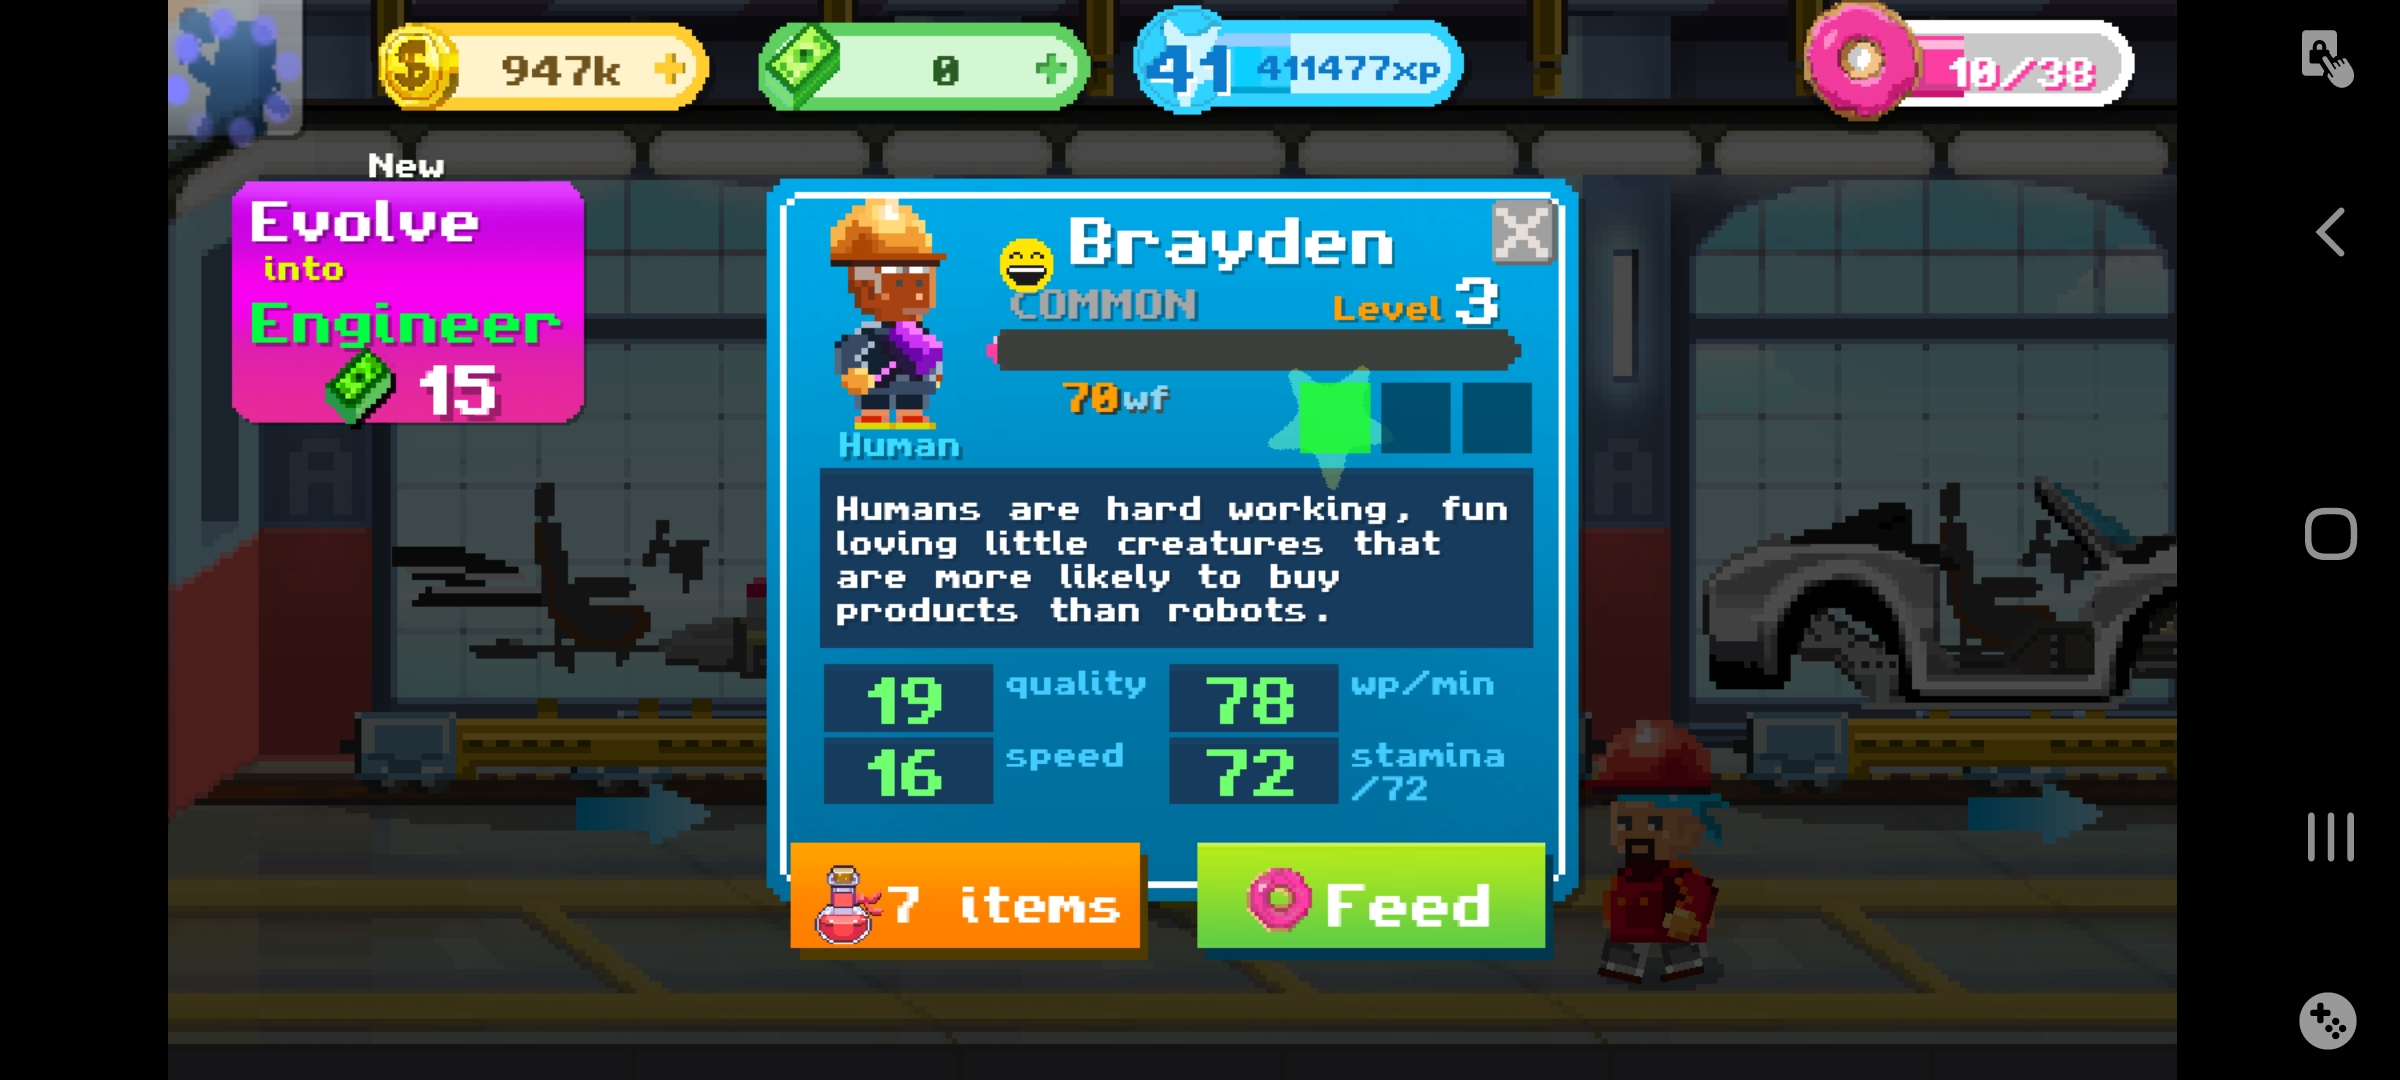 947k
0
41 411477xp
10/38
New
Evolve
into
Engineer
15
Brayden
COMMON
Level 3
70wf
Human
Humans are hard working, fun
loving little creatures that
are more likely to buy
products than robots.
19 quality
78 wp/min
16 speed
72 stamina
/72
7 items
Feed